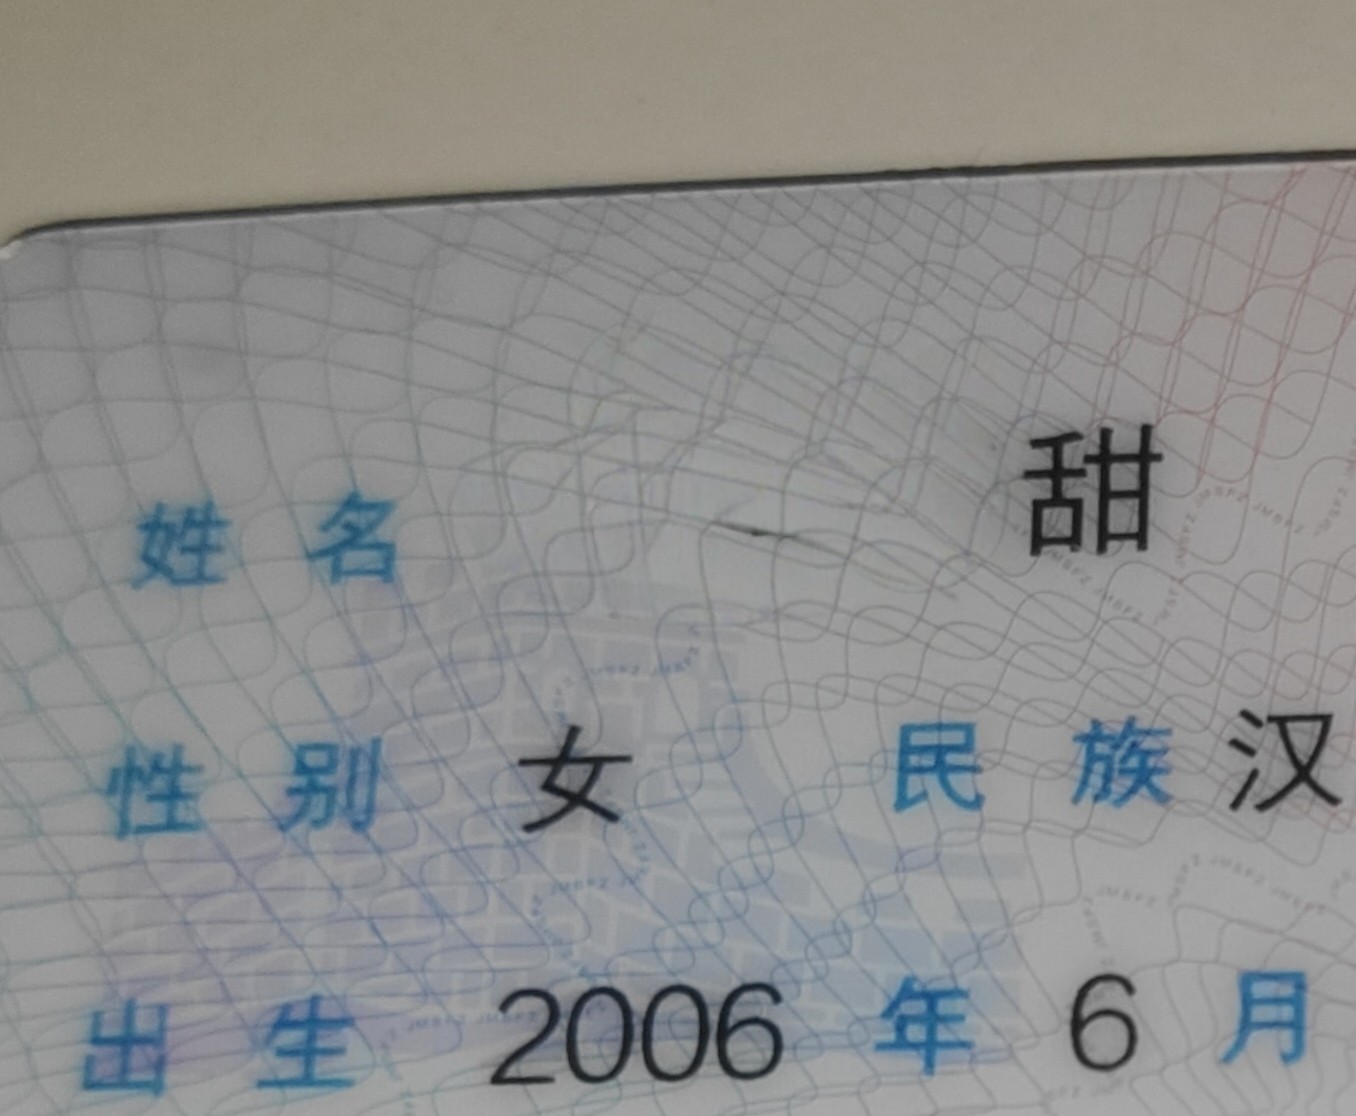 姓名 甜
性别 女 民族 汉
出生 2006 年 6 月